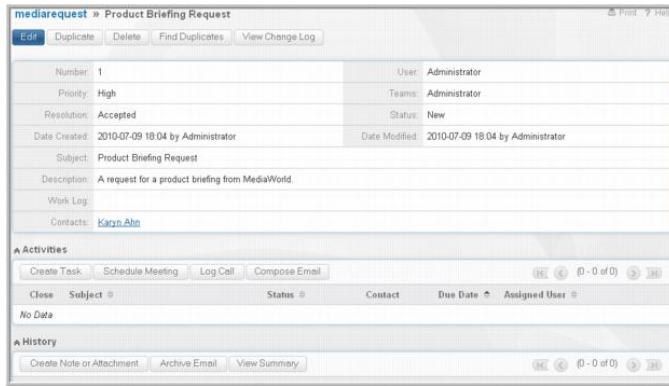 mediarequest » Product Briefing Request
Print ? Help
Edit Duplicate Delete Find Duplicates View Change Log
Number: 1 User: Administrator
Priority: High Teams: Administrator
Resolution: Accepted Status: New
Date Created: 2010-07-09 18:04 by Administrator Date Modified: 2010-07-09 18:04 by Administrator
Subject: Product Briefing Request
Description: A request for a product briefing from MediaWorld.
Work Log:
Contacts: Karyn Ahn
Activities
Create Task Schedule Meeting Log Call Compose Email (0 - 0 of 0)
Close Subject Status Contact Due Date Assigned User
No Data
History
Create Note or Attachment Archive Email View Summary (0 - 0 of 0)